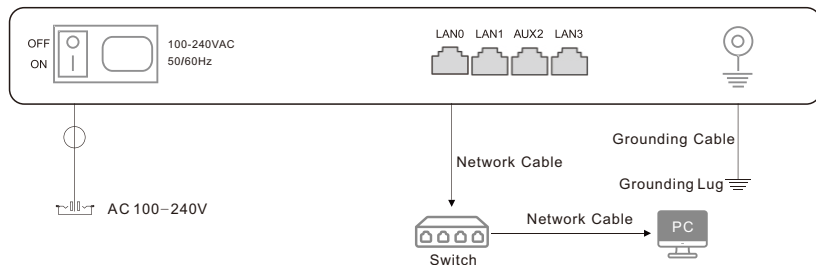 OFF
ON
100-240VAC
50/60Hz
LAN0 LAN1 AUX2 LAN3
Grounding Cable
Network Cable
Grounding Lug
AC 100–240V
Network Cable
PC
Switch